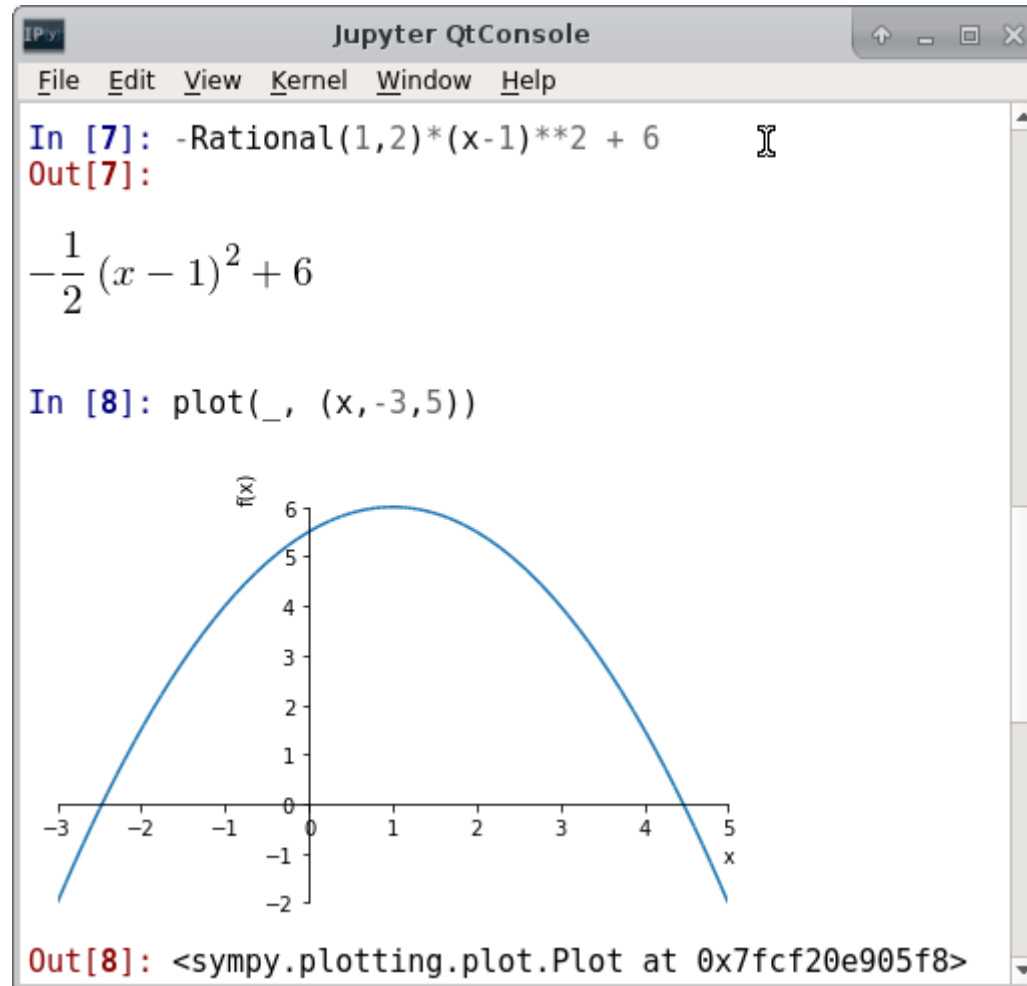 IP[y]:
Jupyter QtConsole
File Edit View Kernel Window Help
In [7]: -Rational(1,2)*(x-1)**2 + 6
Out[7]:
−1/2 (x − 1)² + 6
In [8]: plot(_, (x,-3,5))
f(x)
6
5
4
3
2
1
0
−3 −2 −1 0 1 2 3 4 5
x
−1
−2
Out[8]: <sympy.plotting.plot.Plot at 0x7fcf20e905f8>